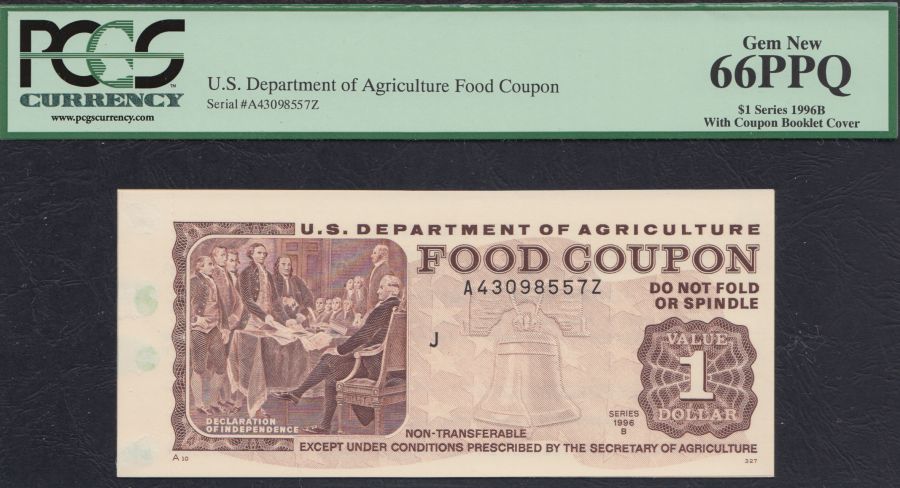 PCGS
CURRENCY
www.pcgscurrency.com
U.S. Department of Agriculture Food Coupon
Serial #A43098557Z
Gem New
66PPQ
$1 Series 1996B
With Coupon Booklet Cover
U.S. DEPARTMENT OF AGRICULTURE
FOOD COUPON
A43098557Z
DO NOT FOLD
OR SPINDLE
J
VALUE
1
DOLLAR
DECLARATION
OF INDEPENDENCE
SERIES
1996
B
NON-TRANSFERABLE
EXCEPT UNDER CONDITIONS PRESCRIBED BY THE SECRETARY OF AGRICULTURE
A 10
327